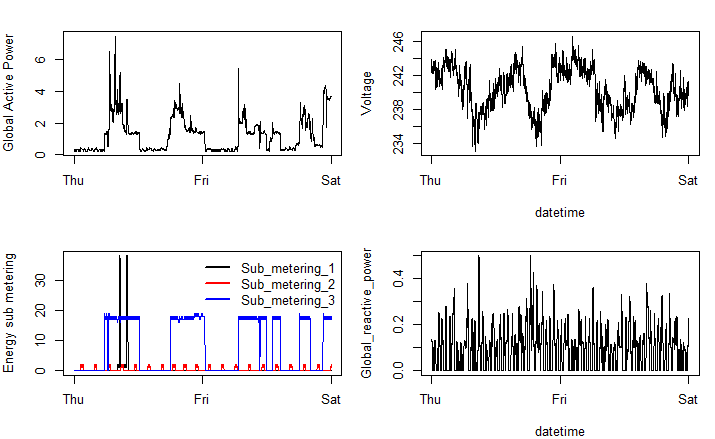 Global Active Power
0 2 4 6
Thu Fri Sat
Voltage
234 238 242 246
Thu Fri Sat
datetime
Energy sub metering
0 10 20 30
Sub_metering_1
Sub_metering_2
Sub_metering_3
Thu Fri Sat
Global_reactive_power
0.0 0.2 0.4
Thu Fri Sat
datetime